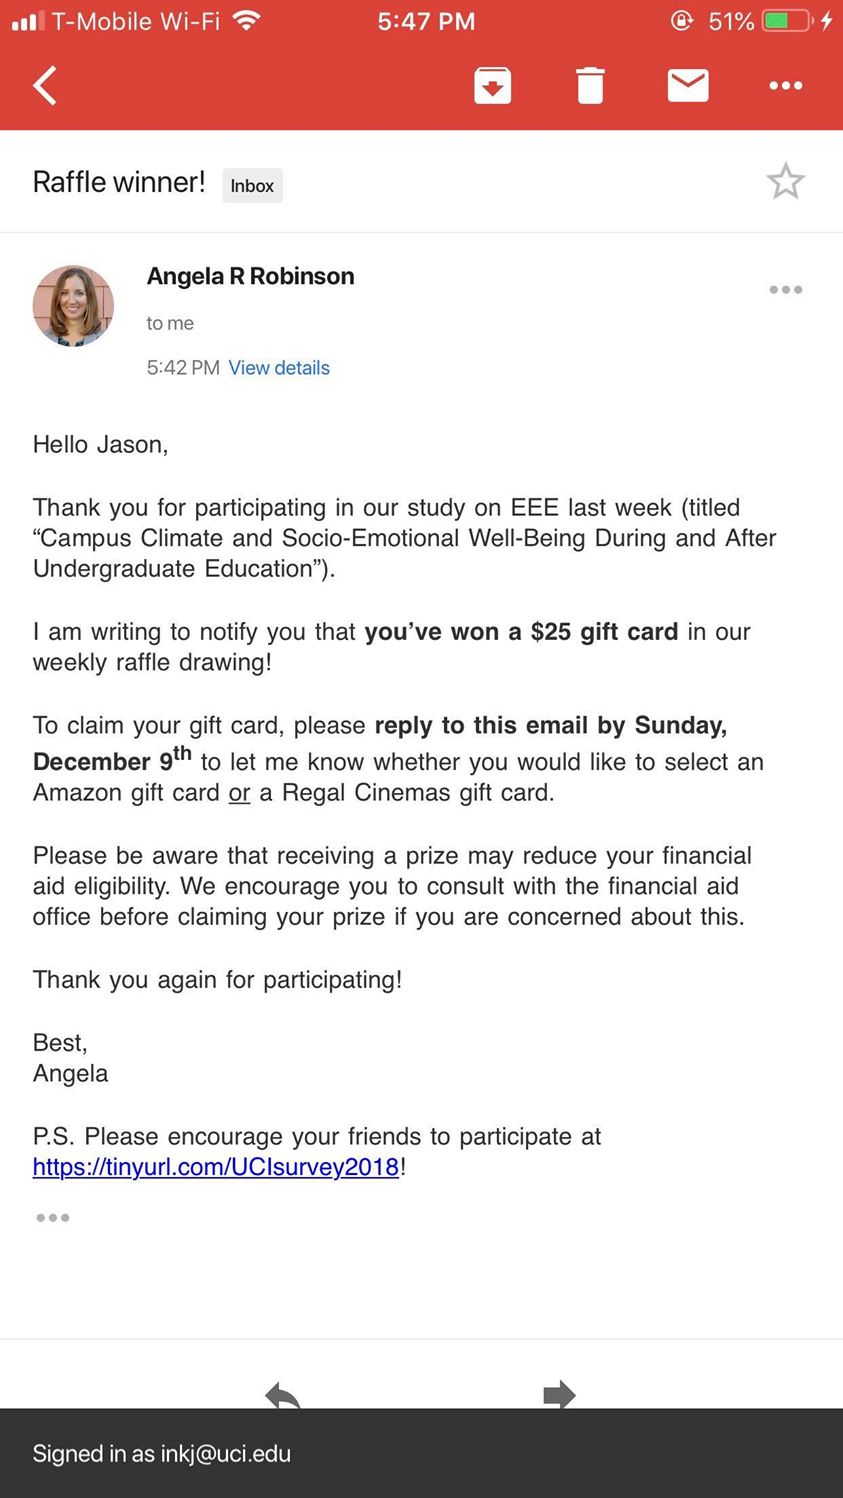 T-Mobile Wi-Fi 5:47 PM 51%
Raffle winner! Inbox
Angela R Robinson
to me
5:42 PM View details
Hello Jason,
Thank you for participating in our study on EEE last week (titled
“Campus Climate and Socio-Emotional Well-Being During and After
Undergraduate Education”).
I am writing to notify you that you’ve won a $25 gift card in our
weekly raffle drawing!
To claim your gift card, please reply to this email by Sunday,
December 9th to let me know whether you would like to select an
Amazon gift card or a Regal Cinemas gift card.
Please be aware that receiving a prize may reduce your financial
aid eligibility. We encourage you to consult with the financial aid
office before claiming your prize if you are concerned about this.
Thank you again for participating!
Best,
Angela
P.S. Please encourage your friends to participate at
https://tinyurl.com/UCIsurvey2018!
Signed in as inkj@uci.edu